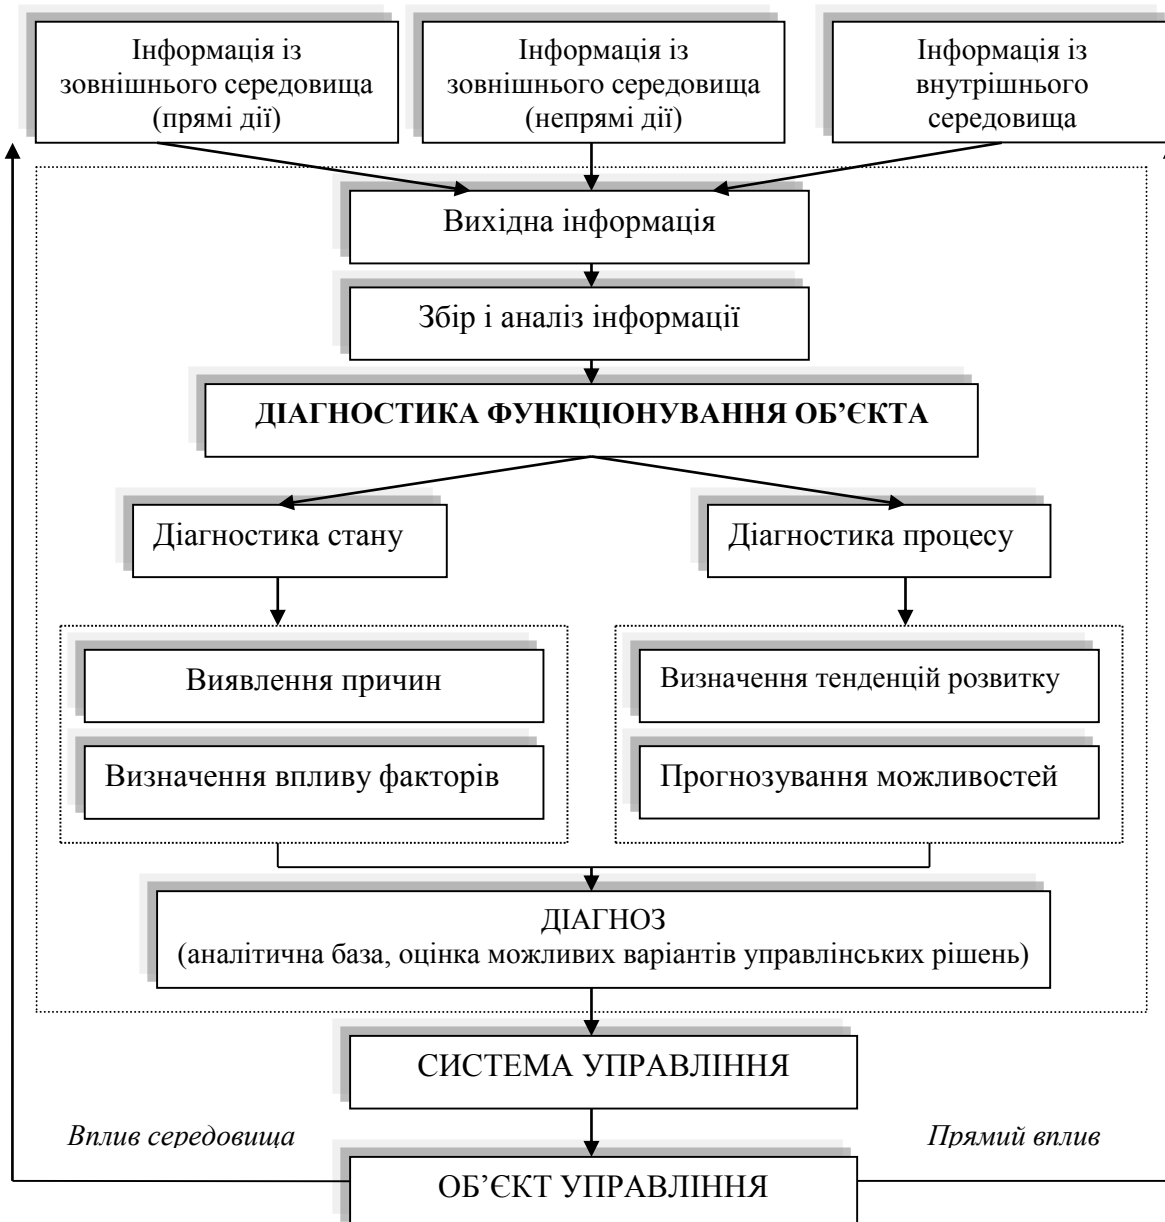 Інформація із
зовнішнього середовища
(прямі дії)
Інформація із
зовнішнього середовища
(непрямі дії)
Інформація із
внутрішнього
середовища
Вихідна інформація
Збір і аналіз інформації
ДІАГНОСТИКА ФУНКЦІОНУВАННЯ ОБ’ЄКТА
Діагностика стану
Діагностика процесу
Виявлення причин
Визначення впливу факторів
Визначення тенденцій розвитку
Прогнозування можливостей
ДІАГНОЗ
(аналітична база, оцінка можливих варіантів управлінських рішень)
СИСТЕМА УПРАВЛІННЯ
Вплив середовища
Прямий вплив
ОБ’ЄКТ УПРАВЛІННЯ